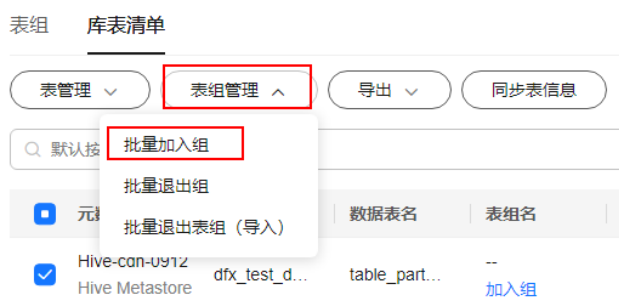 表组 库表清单
表管理 表组管理 导出 同步表信息
默认按
批量加入组
批量退出组
批量退出表组（导入）
数据表名 表组名
Hive-cdn-0912 dfx_test_d... table_part... --
Hive Metastore 加入组